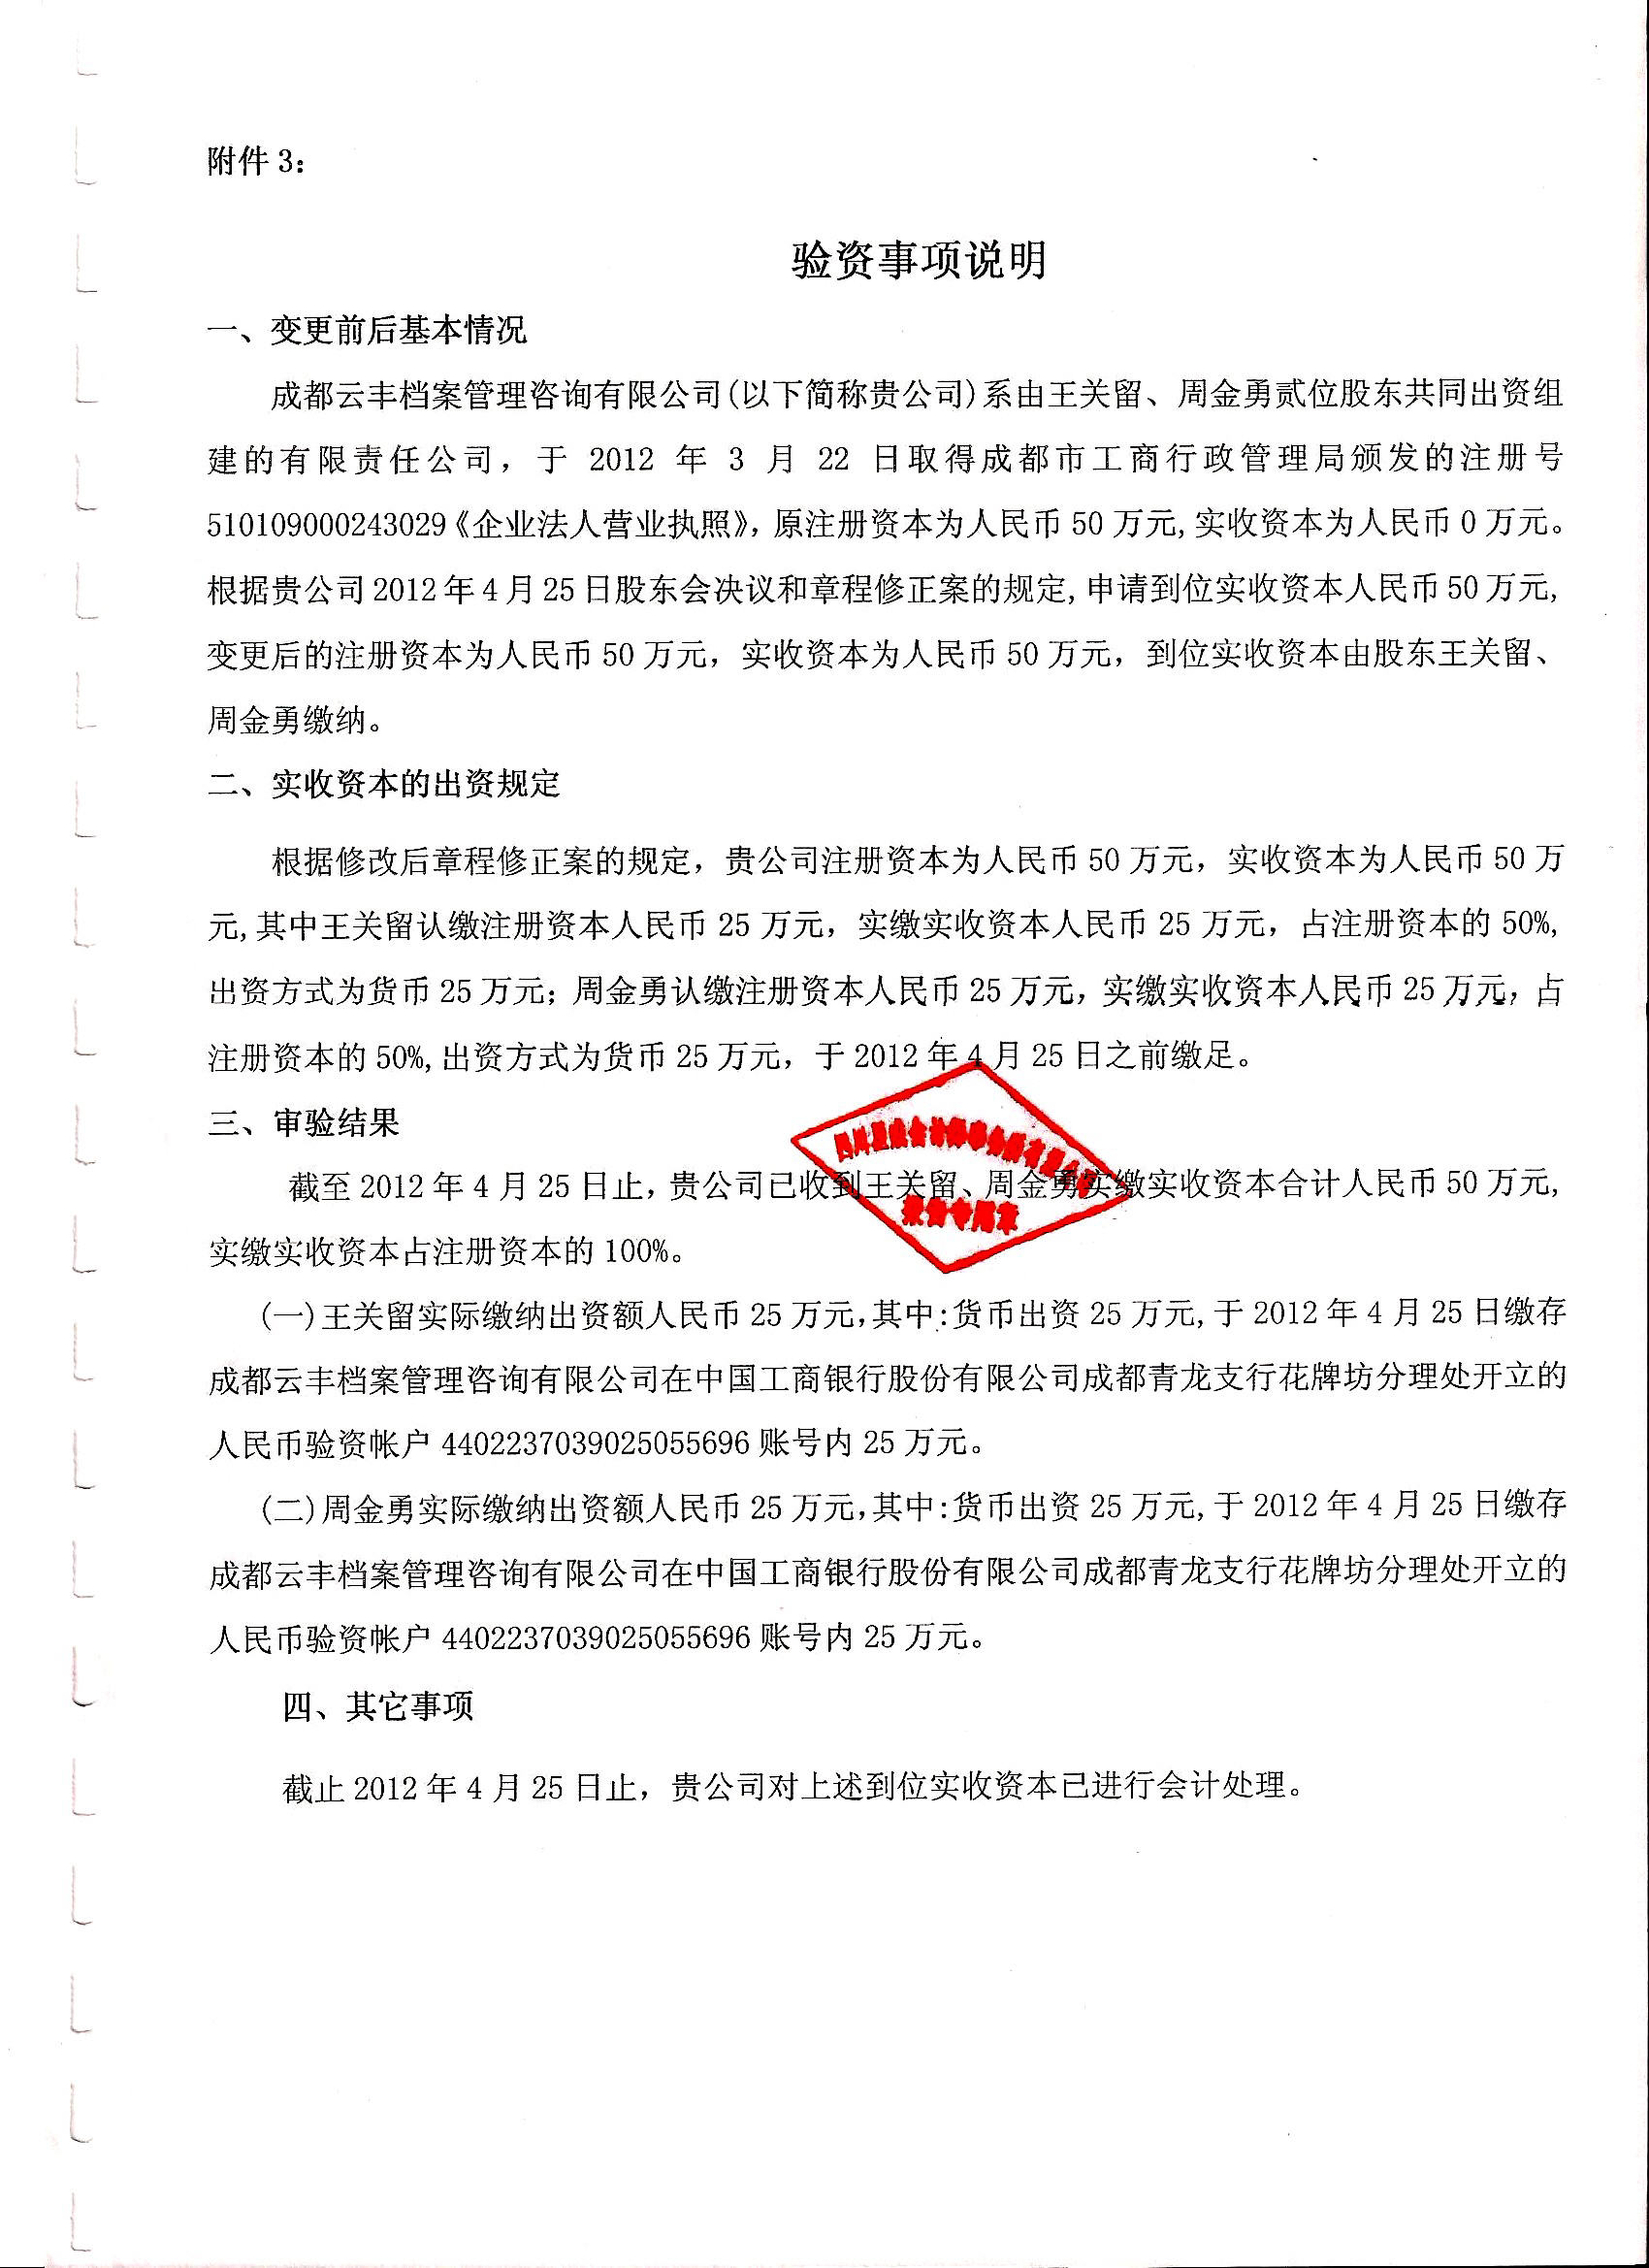 附件 3：
验资事项说明
一、变更前后基本情况
成都云丰档案管理咨询有限公司(以下简称贵公司)系由王关留、周金勇贰位股东共同出资组
建的有限责任公司，于 2012 年 3 月 22 日取得成都市工商行政管理局颁发的注册号
510109000243029《企业法人营业执照》，原注册资本为人民币 50 万元,实收资本为人民币 0 万元。
根据贵公司 2012 年 4 月 25 日股东会决议和章程修正案的规定,申请到位实收资本人民币 50 万元,
变更后的注册资本为人民币 50 万元，实收资本为人民币 50 万元，到位实收资本由股东王关留、
周金勇缴纳。
二、实收资本的出资规定
根据修改后章程修正案的规定，贵公司注册资本为人民币 50 万元，实收资本为人民币 50 万
元,其中王关留认缴注册资本人民币 25 万元，实缴实收资本人民币 25 万元，占注册资本的 50%,
出资方式为货币 25 万元；周金勇认缴注册资本人民币 25 万元，实缴实收资本人民币 25 万元，占
注册资本的 50%,出资方式为货币 25 万元，于 2012 年 4 月 25 日之前缴足。
三、审验结果
截至 2012 年 4 月 25 日止，贵公司已收到王关留、周金勇实缴实收资本合计人民币 50 万元,
报告专用章
实缴实收资本占注册资本的 100%。
(一)王关留实际缴纳出资额人民币 25 万元,其中:货币出资 25 万元,于 2012 年 4 月 25 日缴存
成都云丰档案管理咨询有限公司在中国工商银行股份有限公司成都青龙支行花牌坊分理处开立的
人民币验资帐户 4402237039025055696 账号内 25 万元。
(二)周金勇实际缴纳出资额人民币 25 万元,其中:货币出资 25 万元,于 2012 年 4 月 25 日缴存
成都云丰档案管理咨询有限公司在中国工商银行股份有限公司成都青龙支行花牌坊分理处开立的
人民币验资帐户 4402237039025055696 账号内 25 万元。
四、其它事项
截止 2012 年 4 月 25 日止，贵公司对上述到位实收资本已进行会计处理。